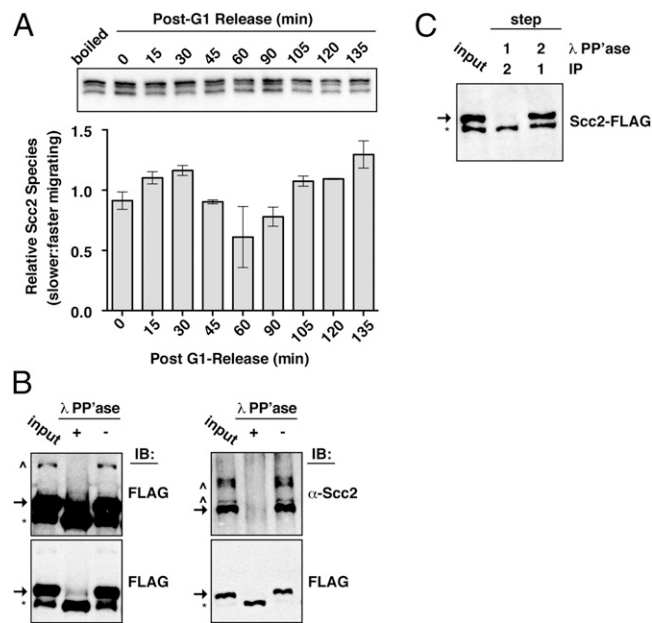 A
Post-G1 Release (min)
boiled 0 15 30 45 60 90 105 120 135
Relative Scc2 Species
(slower:faster migrating)
1.5
1.0
0.5
0.0
0 15 30 45 60 90 105 120 135
Post G1-Release (min)
B
λ PP'ase
input + -
IB:
^
→
*
FLAG
→
*
FLAG
λ PP'ase
input + -
IB:
^
^
→
α-Scc2
→
*
FLAG
C
step
input 1 2 λ PP'ase
2 1 IP
→
*
Scc2-FLAG